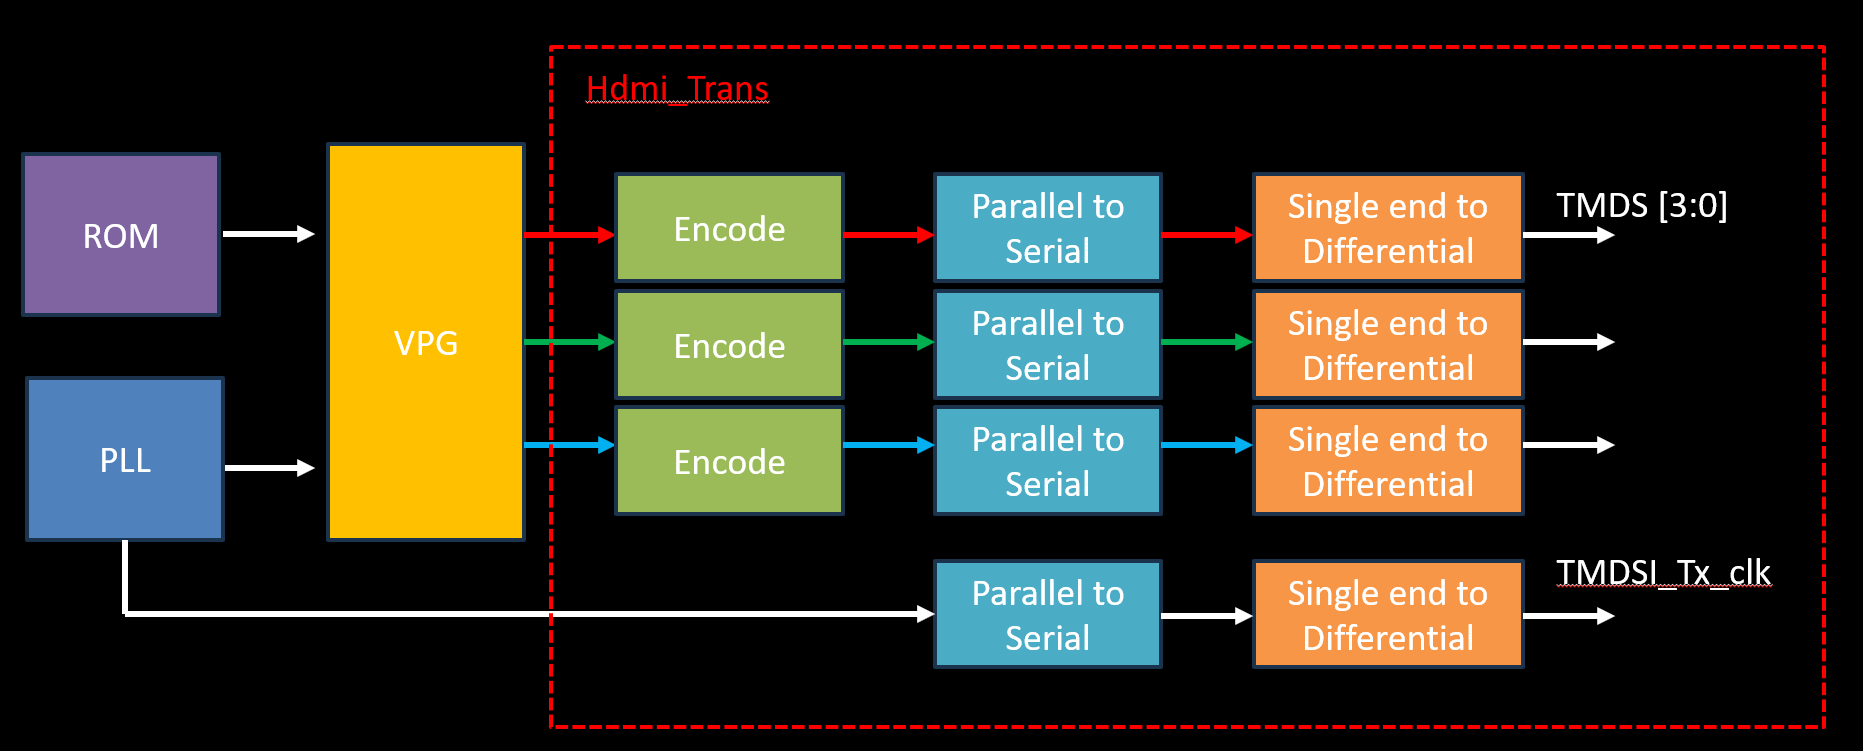 Hdmi_Trans
ROM
PLL
VPG
Encode
Parallel to
Serial
Single end to
Differential
TMDS [3:0]
Encode
Parallel to
Serial
Single end to
Differential
Encode
Parallel to
Serial
Single end to
Differential
Parallel to
Serial
Single end to
Differential
TMDSI_Tx_clk